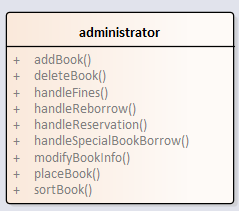 administrator
+ addBook()
+ deleteBook()
+ handleFines()
+ handleReborrow()
+ handleReservation()
+ handleSpecialBookBorrow()
+ modifyBookInfo()
+ placeBook()
+ sortBook()